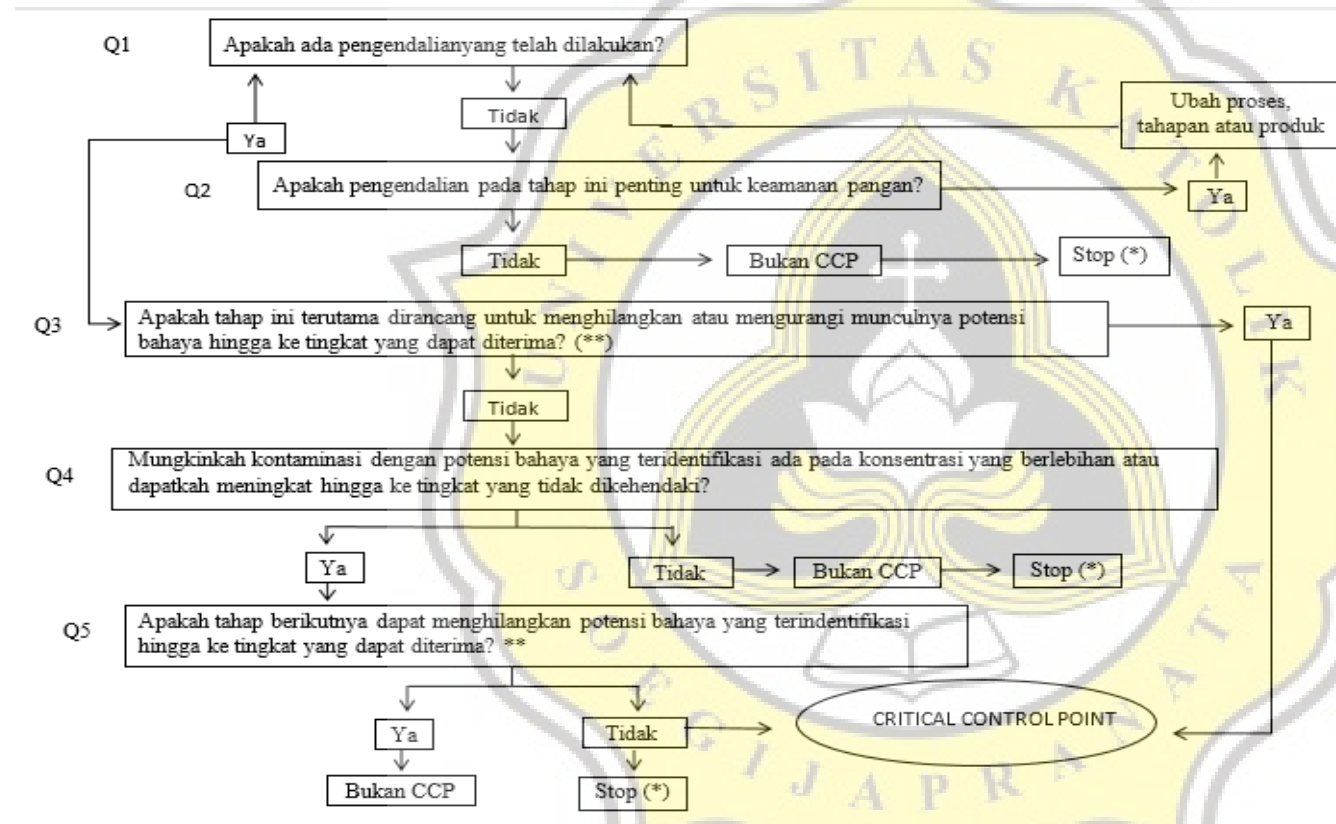 Q1
Apakah ada pengendalianyang telah dilakukan?
Tidak
Ya
Ubah proses,
tahapan atau produk
Q2
Apakah pengendalian pada tahap ini penting untuk keamanan pangan?
Ya
Tidak
Bukan CCP
Stop (*)
Q3
Apakah tahap ini terutama dirancang untuk menghilangkan atau mengurangi munculnya potensi
bahaya hingga ke tingkat yang dapat diterima? (**)
Ya
Tidak
Q4
Mungkinkah kontaminasi dengan potensi bahaya yang teridentifikasi ada pada konsentrasi yang berlebihan atau
dapatkah meningkat hingga ke tingkat yang tidak dikehendaki?
Ya
Tidak
Bukan CCP
Stop (*)
Q5
Apakah tahap berikutnya dapat menghilangkan potensi bahaya yang terindentifikasi
hingga ke tingkat yang dapat diterima? **
Ya
Tidak
CRITICAL CONTROL POINT
Bukan CCP
Stop (*)
UNIVERSITAS KATOLIK
SOEGIJAPRANATA